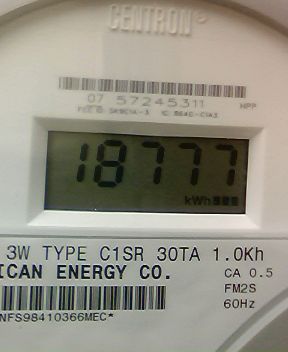 CENTRON
07 57245311
HPP
18777
kWh
3W TYPE C1SR 30TA 1.0Kh
ICAN ENERGY CO.
CA 0.5
FM2S
60Hz
NFS98410366MEC*